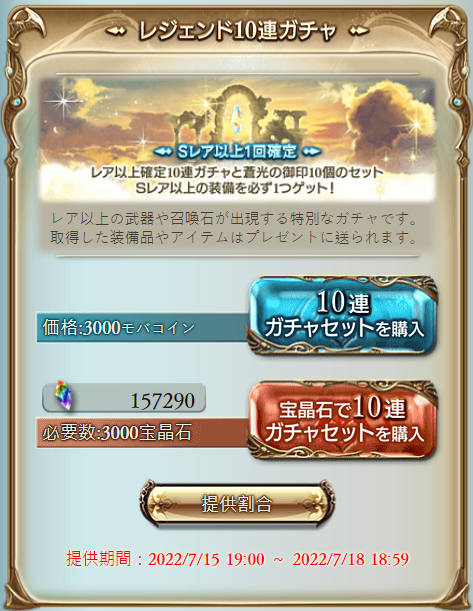 レジェンド10連ガチャ
Sレア以上1回確定
レア以上確定10連ガチャと蒼光の御印10個のセット
Sレア以上の装備を必ず1つゲット!
レア以上の武器や召喚石が出現する特別なガチャです。
取得した装備品やアイテムはプレゼントに送られます。
価格:3000モバコイン
10連
ガチャセットを購入
157290
必要数:3000宝晶石
宝晶石で10連
ガチャセットを購入
提供割合
提供期間:2022/7/15 19:00 ~ 2022/7/18 18:59